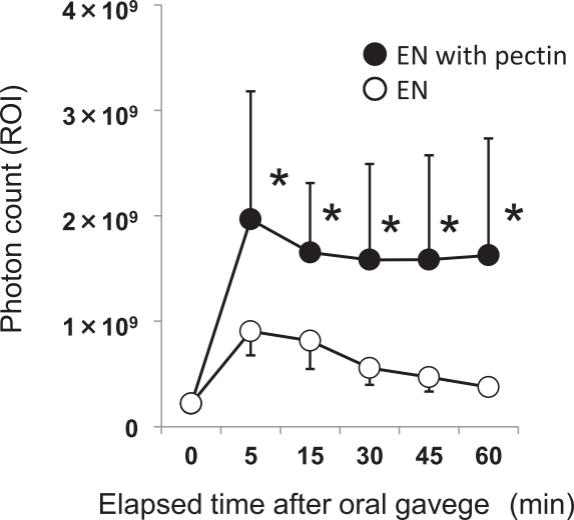 4 × 10⁹
EN with pectin
EN
3 × 10⁹
* * * * *
2 × 10⁹
1 × 10⁹
0
Photon count (ROI)
0 5 15 30 45 60
Elapsed time after oral gavege (min)